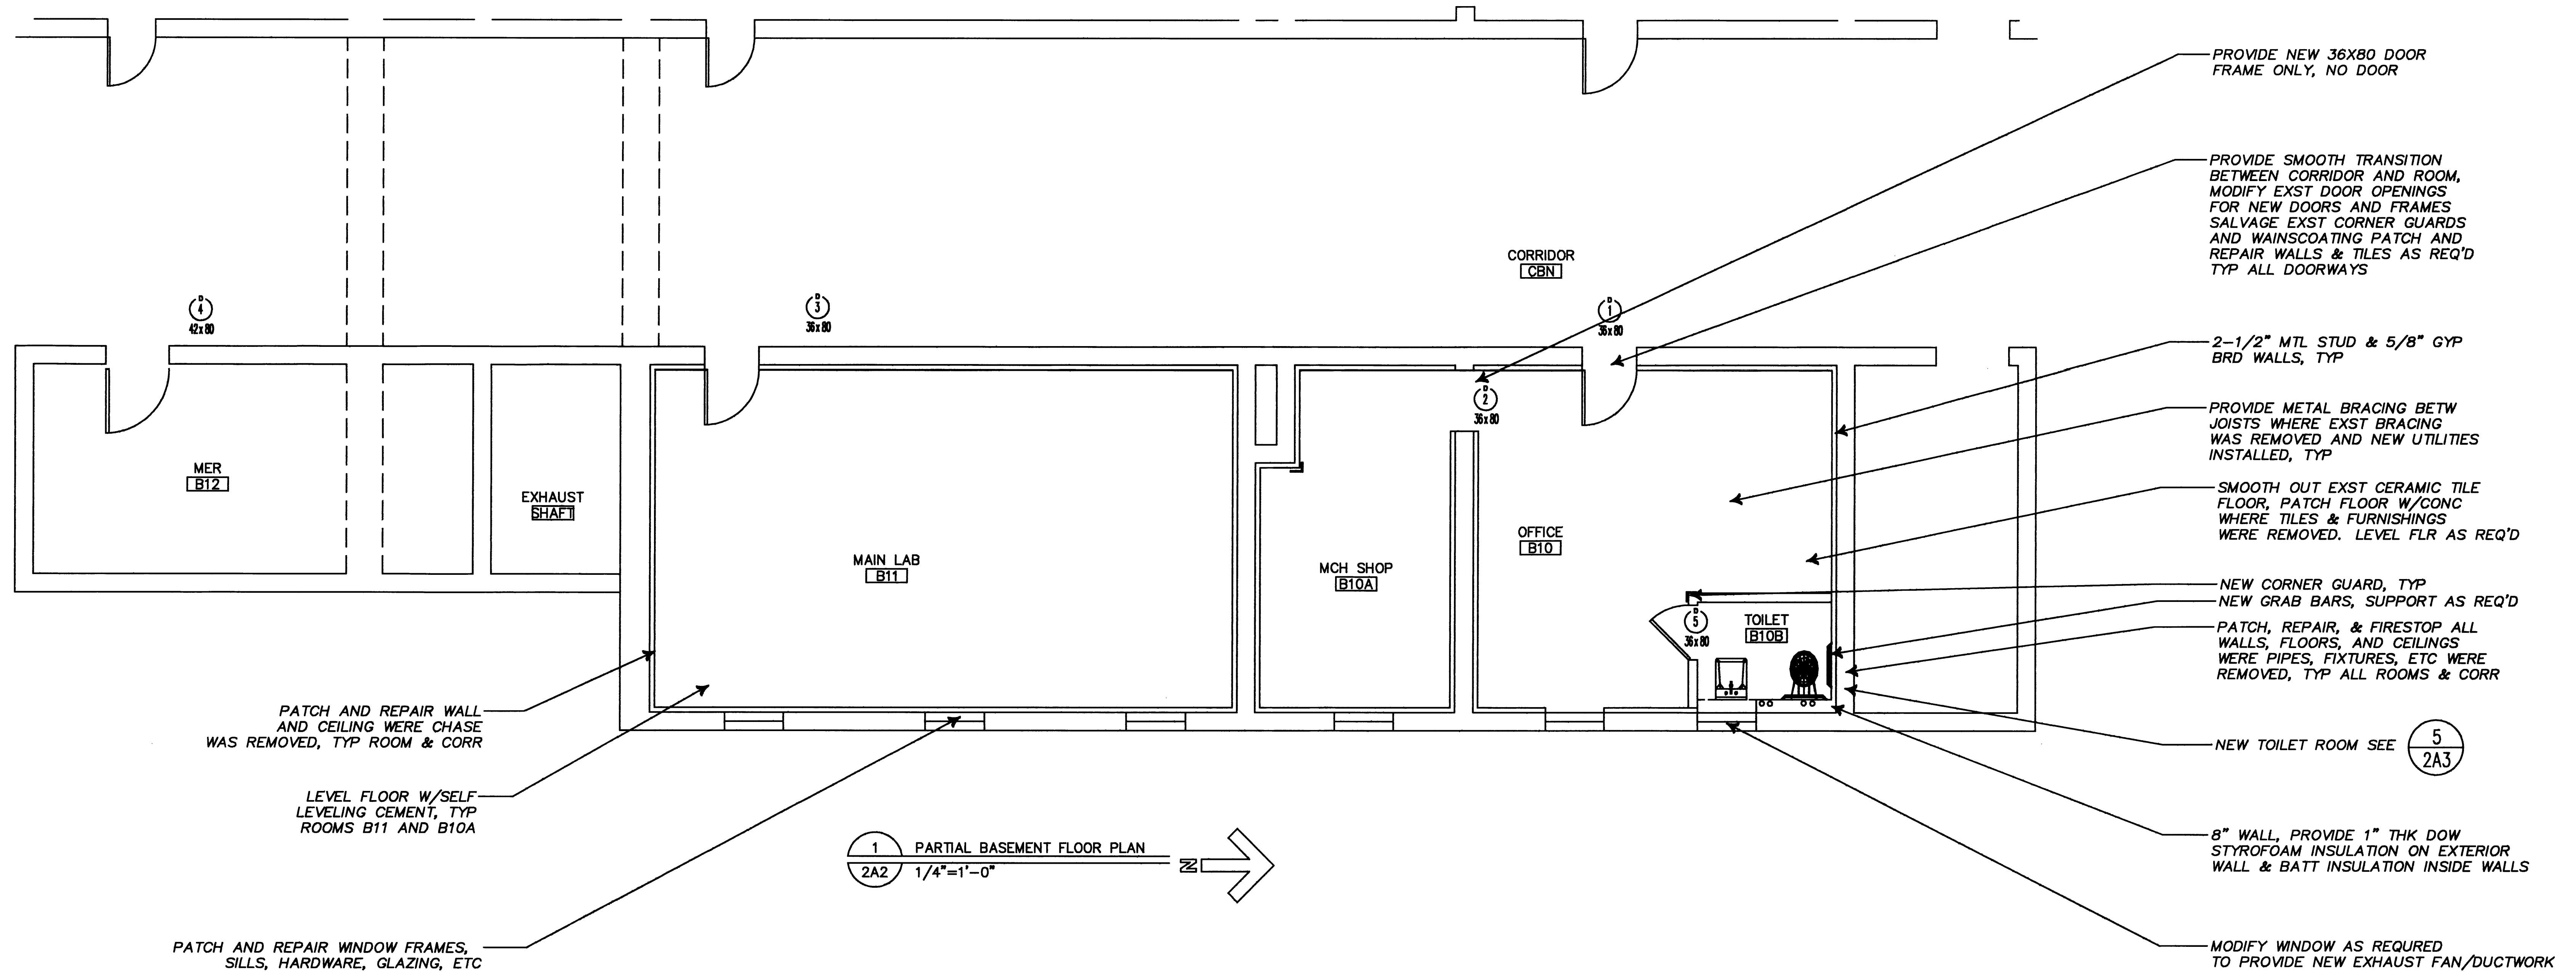 PROVIDE NEW 36X80 DOOR
FRAME ONLY, NO DOOR
PROVIDE SMOOTH TRANSITION
BETWEEN CORRIDOR AND ROOM,
MODIFY EXST DOOR OPENINGS
FOR NEW DOORS AND FRAMES
SALVAGE EXST CORNER GUARDS
AND WAINSCOATING PATCH AND
REPAIR WALLS & TILES AS REQ'D
TYP ALL DOORWAYS
CORRIDOR
CBN
D
4
42x80
D
3
36x80
D
1
36x80
2-1/2" MTL STUD & 5/8" GYP
BRD WALLS, TYP
D
2
36x80
PROVIDE METAL BRACING BETW
JOISTS WHERE EXST BRACING
WAS REMOVED AND NEW UTILITIES
INSTALLED, TYP
MER
B12
EXHAUST
SHAFT
MAIN LAB
B11
MCH SHOP
B10A
OFFICE
B10
SMOOTH OUT EXST CERAMIC TILE
FLOOR, PATCH FLOOR W/CONC
WHERE TILES & FURNISHINGS
WERE REMOVED. LEVEL FLR AS REQ'D
NEW CORNER GUARD, TYP
NEW GRAB BARS, SUPPORT AS REQ'D
D
5
36x80
TOILET
B10B
PATCH, REPAIR, & FIRESTOP ALL
WALLS, FLOORS, AND CEILINGS
WERE PIPES, FIXTURES, ETC WERE
REMOVED, TYP ALL ROOMS & CORR
PATCH AND REPAIR WALL
AND CEILING WERE CHASE
WAS REMOVED, TYP ROOM & CORR
NEW TOILET ROOM SEE
5
2A3
LEVEL FLOOR W/SELF
LEVELING CEMENT, TYP
ROOMS B11 AND B10A
8" WALL, PROVIDE 1" THK DOW
STYROFOAM INSULATION ON EXTERIOR
WALL & BATT INSULATION INSIDE WALLS
1
2A2
PARTIAL BASEMENT FLOOR PLAN
1/4"=1'-0"
N
PATCH AND REPAIR WINDOW FRAMES,
SILLS, HARDWARE, GLAZING, ETC
MODIFY WINDOW AS REQURED
TO PROVIDE NEW EXHAUST FAN/DUCTWORK